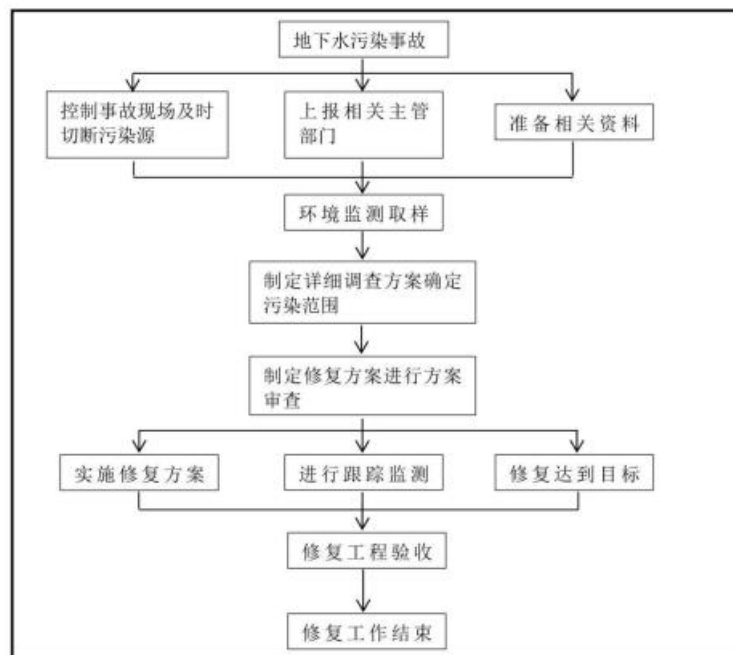 地下水污染事故
控制事故现场及时
切断污染源
上报相关主管
部门
准备相关资料
环境监测取样
制定详细调查方案确定
污染范围
制定修复方案进行方案
审查
实施修复方案
进行跟踪监测
修复达到目标
修复工程验收
修复工作结束